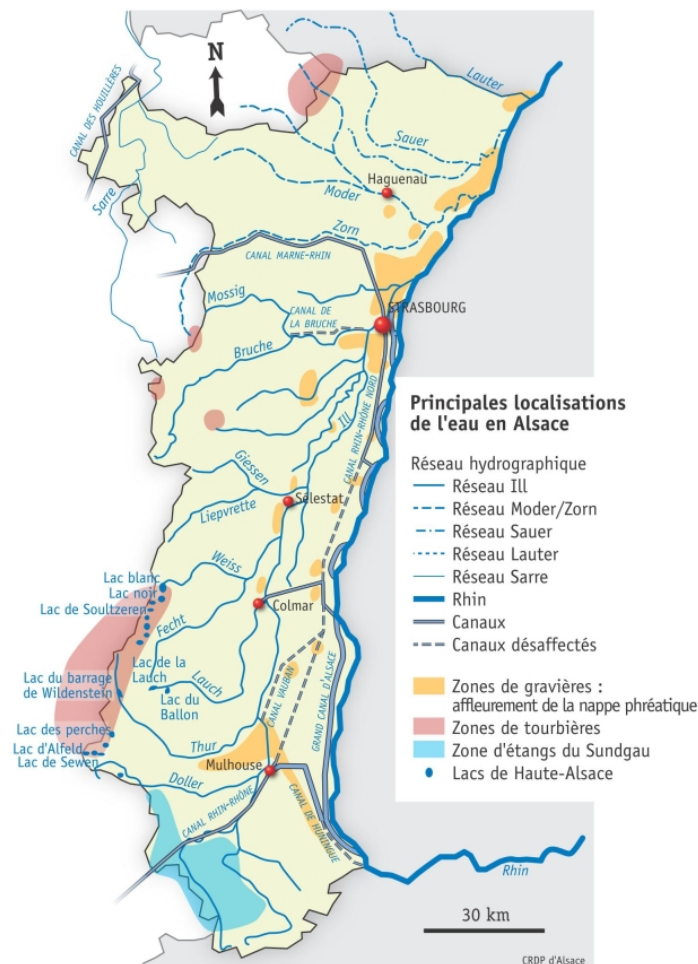 N
CANAL DES HOUILLÈRES
Lauter
Sauer
Haguenau
Sarre
Moder
Zorn
CANAL MARNE-RHIN
Mossig
CANAL DE
LA BRUCHE
STRASBOURG
Bruche
Ill
CANAL RHIN-RHÔNE NORD
Giessen
Sélestat
Liepvrette
Weiss
Lac blanc
Lac noir
Lac de Soultzeren
Colmar
Fecht
Lac de la
Lauch
Lauch
Lac du
Ballon
Lac du barrage
de Wildenstein
CANAL VAUBAN
GRAND CANAL D'ALSACE
Lac des perches
Lac d'Alfeld
Lac de Sewen
Thur
Mulhouse
Doller
CANAL RHIN-RHÔNE
CANAL DE HUNINGUE
Rhin
Principales localisations
de l'eau en Alsace
Réseau hydrographique
Réseau Ill
Réseau Moder/Zorn
Réseau Sauer
Réseau Lauter
Réseau Sarre
Rhin
Canaux
Canaux désaffectés
Zones de gravières :
affleurement de la nappe phréatique
Zones de tourbières
Zone d'étangs du Sundgau
Lacs de Haute-Alsace
30 km
CRDP d'Alsace